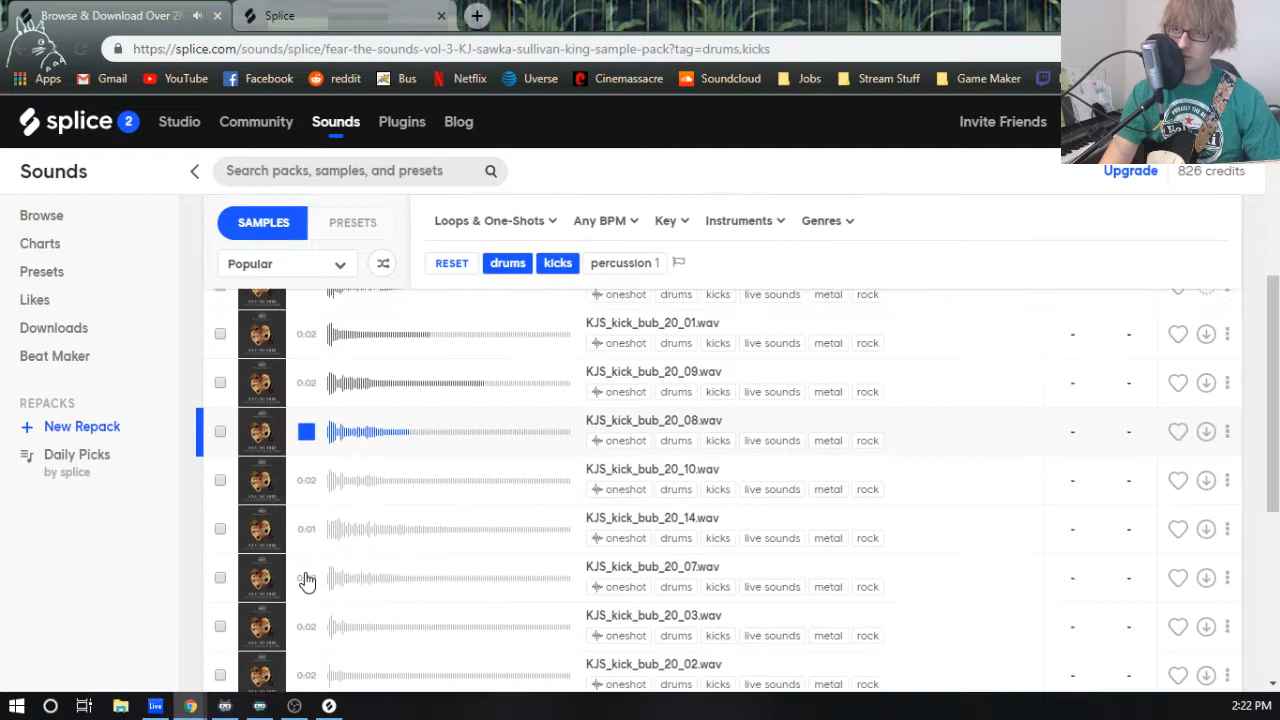 Browse & Download Over 2
Splice
https://splice.com/sounds/splice/fear-the-sounds-vol-3-KJ-sawka-sullivan-king-sample-pack?tag=drums,kicks
Apps Gmail YouTube Facebook reddit Bus Netflix Uverse Cinemassacre Soundcloud Jobs Stream Stuff Game Maker
splice 2 Studio Community Sounds Plugins Blog Invite Friends
Sounds
Search packs, samples, and presets
Upgrade 826 credits
Browse
Charts
Presets
Likes
Downloads
Beat Maker
REPACKS
+ New Repack
Daily Picks
by splice
SAMPLES PRESETS
Popular
Loops & One-Shots Any BPM Key Instruments Genres
RESET drums kicks percussion 1
oneshot drums kicks live sounds metal rock
0:02 KJS_kick_bub_20_01.wav - -
oneshot drums kicks live sounds metal rock
0:02 KJS_kick_bub_20_09.wav - -
oneshot drums kicks live sounds metal rock
KJS_kick_bub_20_08.wav - -
oneshot drums kicks live sounds metal rock
0:02 KJS_kick_bub_20_10.wav - -
oneshot drums kicks live sounds metal rock
0:01 KJS_kick_bub_20_14.wav - -
oneshot drums kicks live sounds metal rock
KJS_kick_bub_20_07.wav - -
oneshot drums kicks live sounds metal rock
0:02 KJS_kick_bub_20_03.wav - -
oneshot drums kicks live sounds metal rock
0:02 KJS_kick_bub_20_02.wav - -
oneshot drums kicks live sounds metal rock
Live
2:22 PM